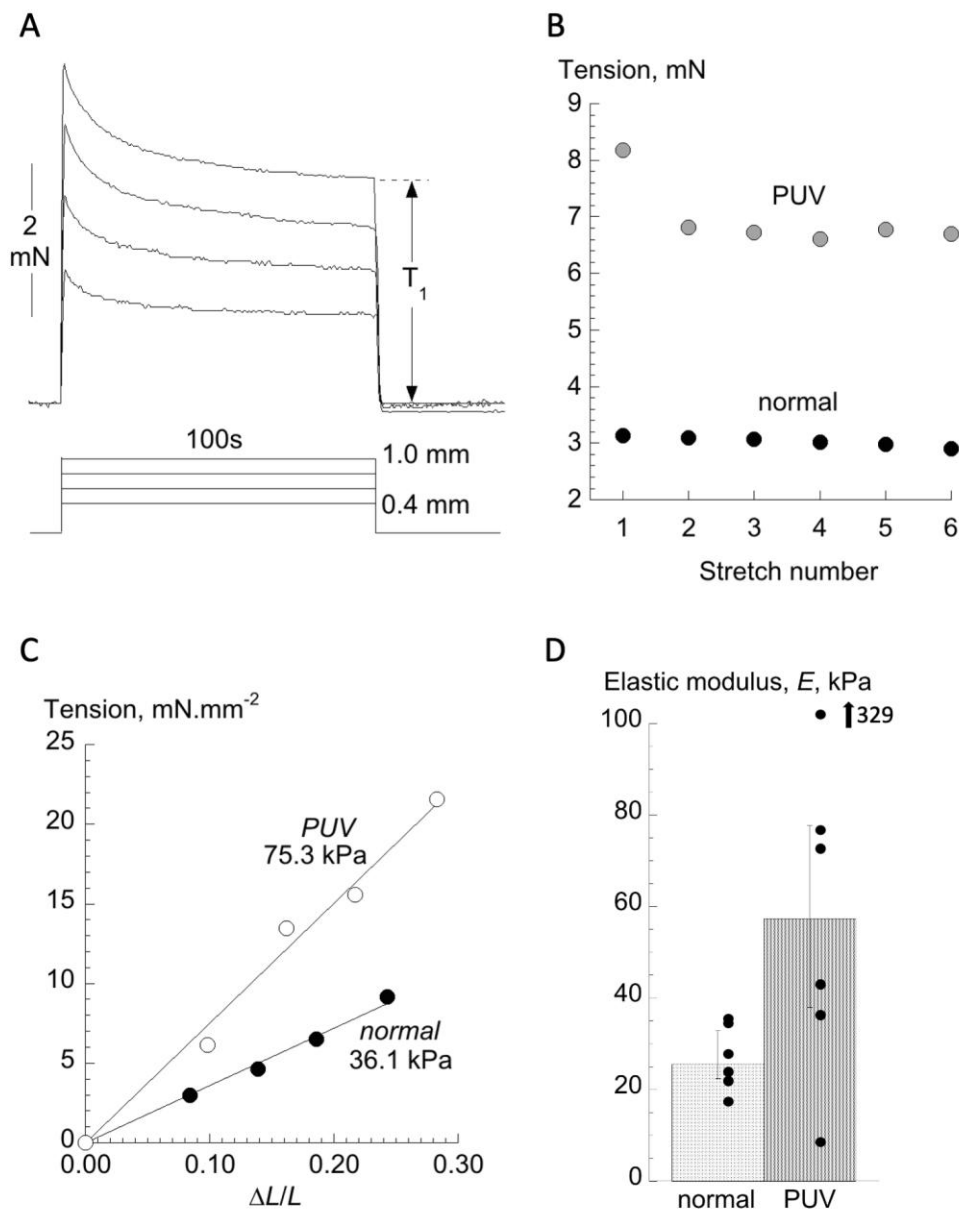 A
2
mN
T1
100s
1.0 mm
0.4 mm
B
Tension, mN
9
8
7
6
5
4
3
2
PUV
normal
1 2 3 4 5 6
Stretch number
C
Tension, mN.mm-2
25
20
15
10
5
0
PUV
75.3 kPa
normal
36.1 kPa
0.00 0.10 0.20 0.30
ΔL/L
D
Elastic modulus, E, kPa
329
100
80
60
40
20
0
normal PUV